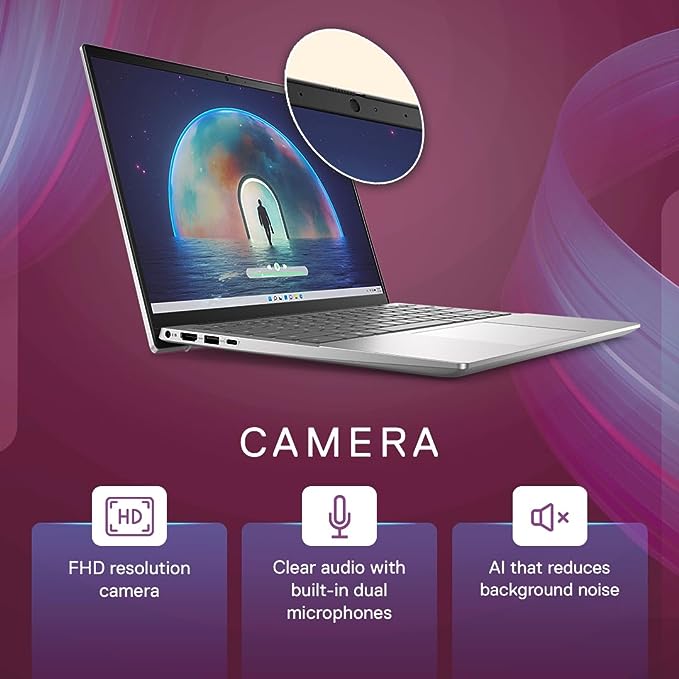 CAMERA
HD
FHD resolution
camera
Clear audio with
built-in dual
microphones
AI that reduces
background noise